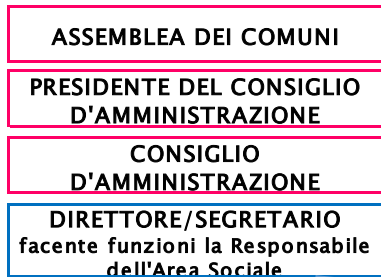 ASSEMBLEA DEI COMUNI
PRESIDENTE DEL CONSIGLIO
D'AMMINISTRAZIONE
CONSIGLIO
D'AMMINISTRAZIONE
DIRETTORE/SEGRETARIO
facente funzioni la Responsabile
dell'Area Sociale